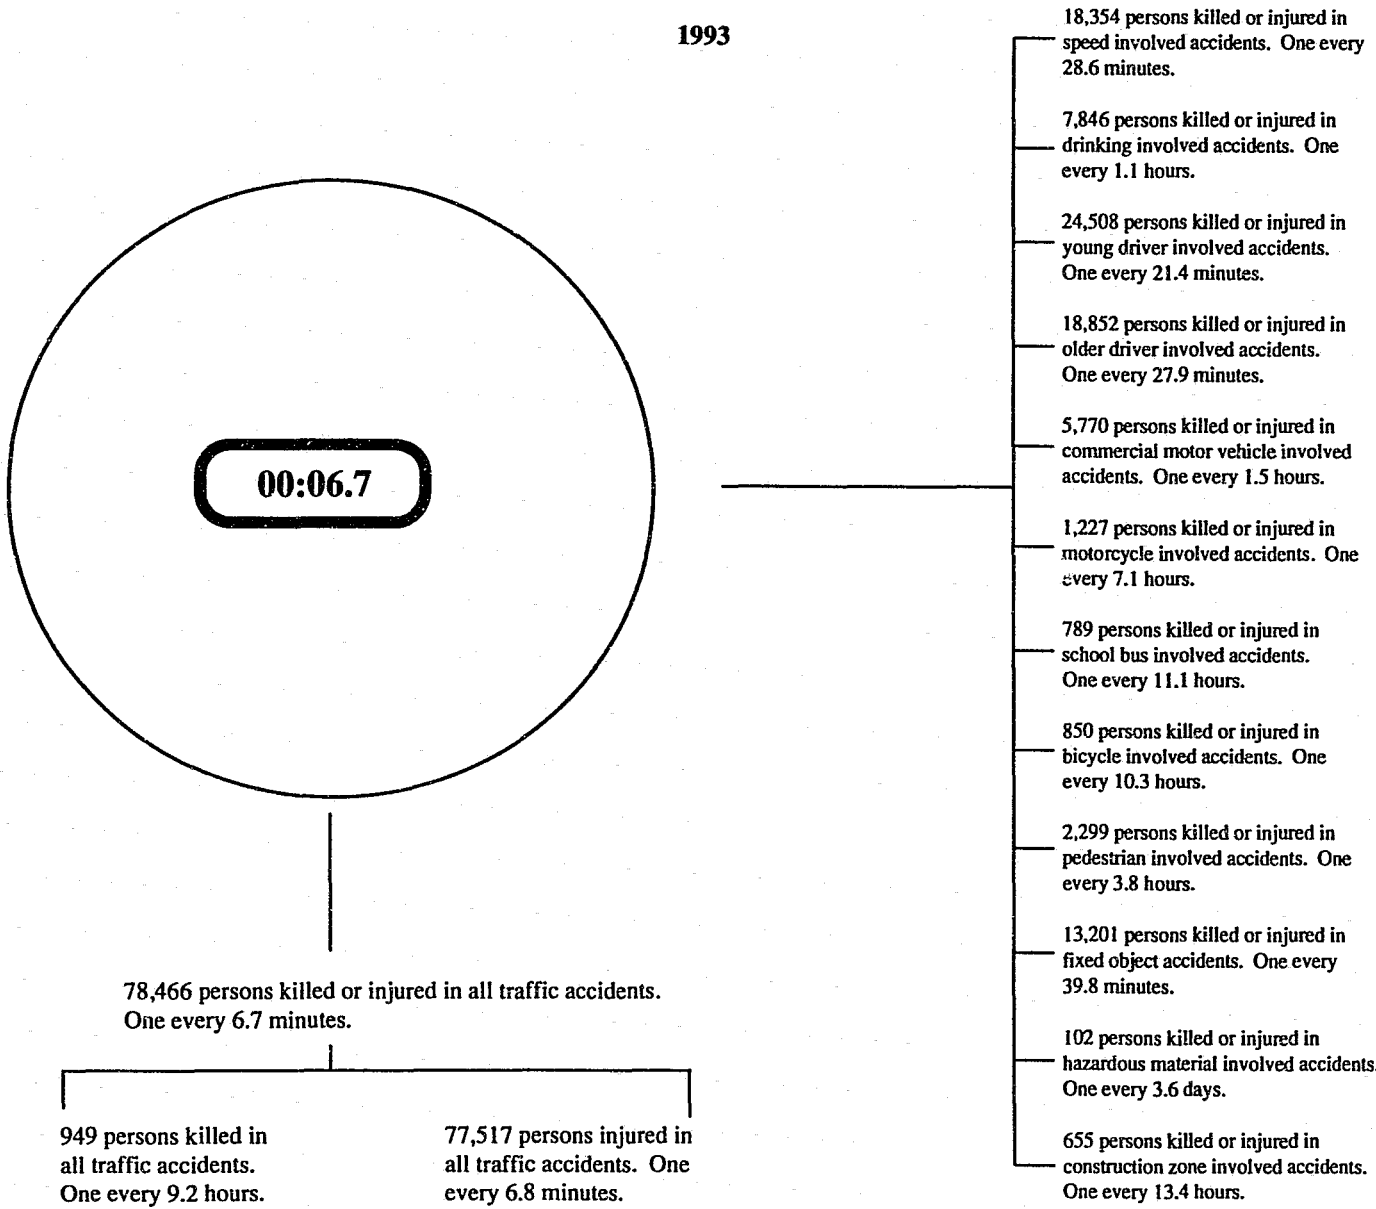 1993
00:06.7
78,466 persons killed or injured in all traffic accidents.
One every 6.7 minutes.
949 persons killed in
all traffic accidents.
One every 9.2 hours.
77,517 persons injured in
all traffic accidents. One
every 6.8 minutes.
18,354 persons killed or injured in
speed involved accidents. One every
28.6 minutes.
7,846 persons killed or injured in
drinking involved accidents. One
every 1.1 hours.
24,508 persons killed or injured in
young driver involved accidents.
One every 21.4 minutes.
18,852 persons killed or injured in
older driver involved accidents.
One every 27.9 minutes.
5,770 persons killed or injured in
commercial motor vehicle involved
accidents. One every 1.5 hours.
1,227 persons killed or injured in
motorcycle involved accidents. One
every 7.1 hours.
789 persons killed or injured in
school bus involved accidents.
One every 11.1 hours.
850 persons killed or injured in
bicycle involved accidents. One
every 10.3 hours.
2,299 persons killed or injured in
pedestrian involved accidents. One
every 3.8 hours.
13,201 persons killed or injured in
fixed object accidents. One every
39.8 minutes.
102 persons killed or injured in
hazardous material involved accidents.
One every 3.6 days.
655 persons killed or injured in
construction zone involved accidents.
One every 13.4 hours.